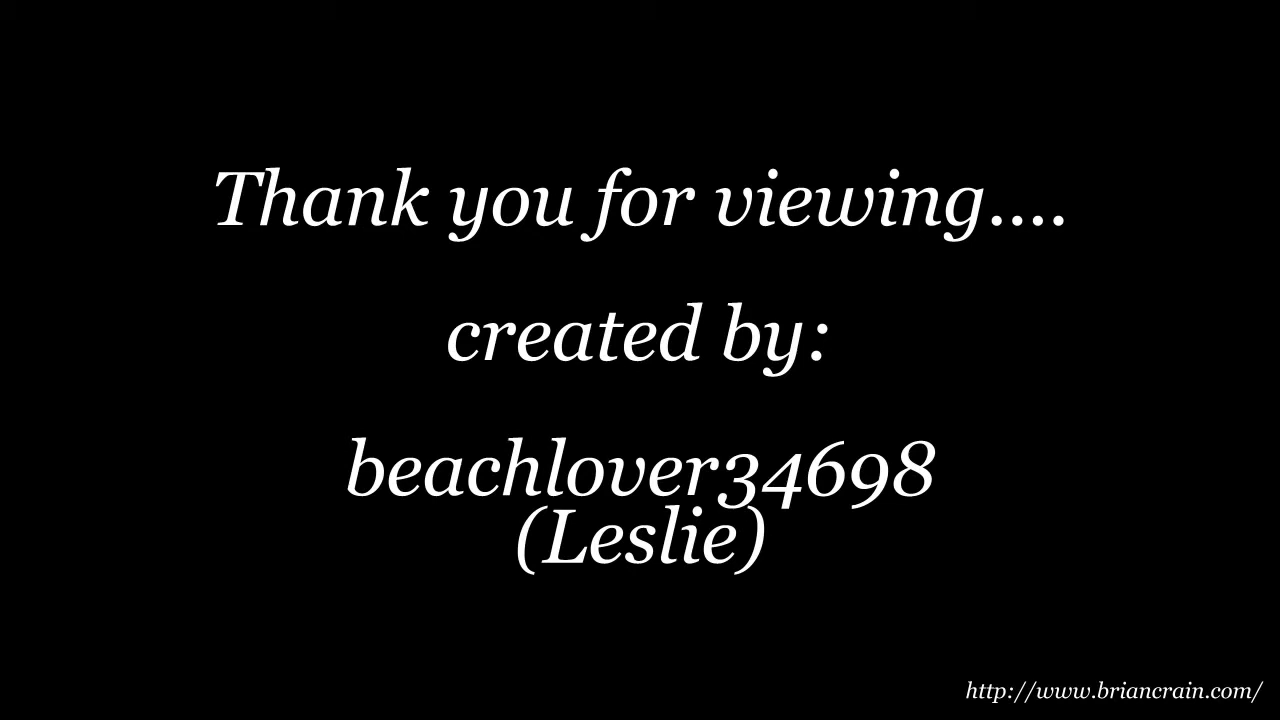 Thank you for viewing....
created by:
beachlover34698
(Leslie)
http://www.briancrain.com/